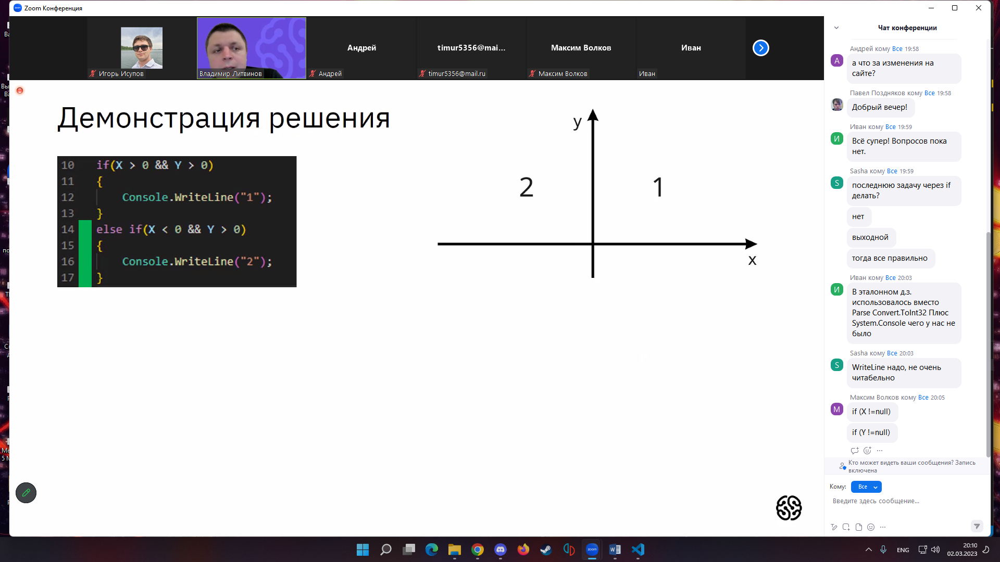 Zoom Конференция
Андрей
timur5356@mai...
Максим Волков
Иван
Игорь Исупов
Владимир Литвинов
Андрей
timur5356@mail.ru
Максим Волков
Иван
Демонстрация решения
10 if(X > 0 && Y > 0)
11 {
12 Console.WriteLine("1");
13 }
14 else if(X < 0 && Y > 0)
15 {
16 Console.WriteLine("2");
17 }
y
2
1
x
Чат конференции
Андрей кому Все 19:58
А
а что за изменения на
сайте?
Павел Поздняков кому Все 19:58
Добрый вечер!
Иван кому Все 19:59
И
Всё супер! Вопросов пока
нет.
Sasha кому Все 19:59
S
последнюю задачу через if
делать?
нет
выходной
тогда все правильно
Иван кому Все 20:03
И
В эталонном д.з.
использовалось вместо
Parse Convert.ToInt32 Плюс
System.Console чего у нас не
было
Sasha кому Все 20:03
S
WriteLine надо, не очень
читабельно
Максим Волков кому Все 20:05
М
if (X !=null)
if (Y !=null)
Кто может видеть ваши сообщения? Запись
включена
Кому: Все
Введите здесь сообщение...
zoom
ENG
20:10
02.03.2023